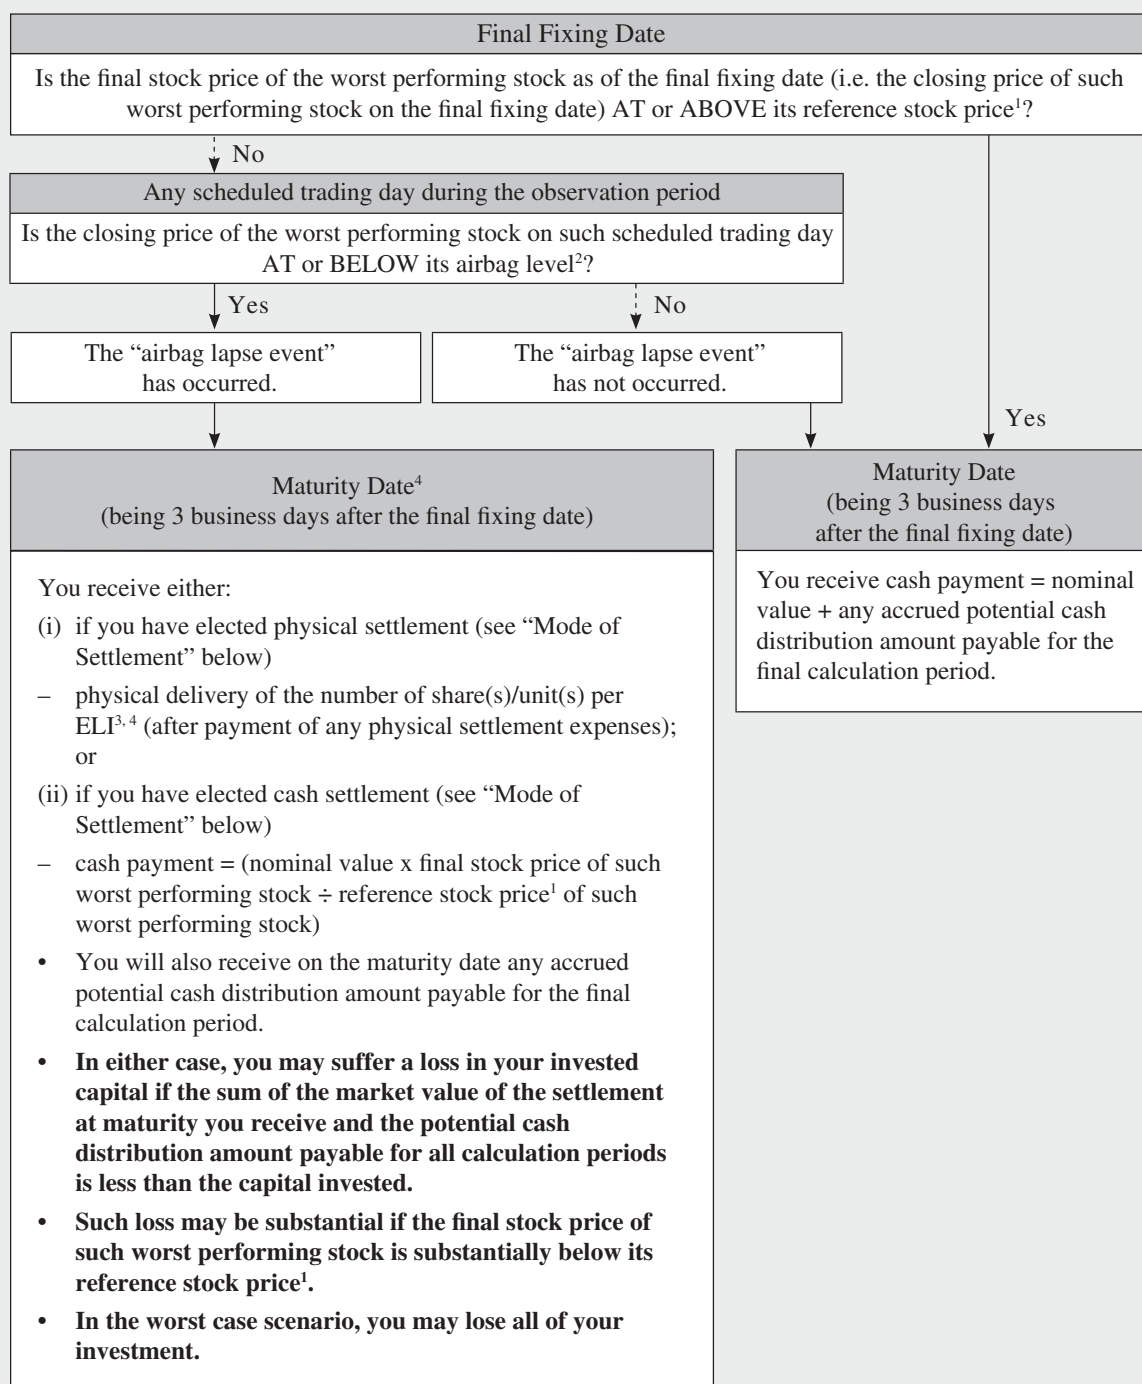 Final Fixing Date
Is the final stock price of the worst performing stock as of the final fixing date (i.e. the closing price of such
worst performing stock on the final fixing date) AT or ABOVE its reference stock price¹?
No
Any scheduled trading day during the observation period
Is the closing price of the worst performing stock on such scheduled trading day
AT or BELOW its airbag level²?
Yes
No
The “airbag lapse event”
has occurred.
The “airbag lapse event”
has not occurred.
Yes
Maturity Date⁴
(being 3 business days after the final fixing date)
You receive either:
(i) if you have elected physical settlement (see “Mode of
Settlement” below)
– physical delivery of the number of share(s)/unit(s) per
ELI³,⁴ (after payment of any physical settlement expenses);
or
(ii) if you have elected cash settlement (see “Mode of
Settlement” below)
– cash payment = (nominal value x final stock price of such
worst performing stock ÷ reference stock price¹ of such
worst performing stock)
• You will also receive on the maturity date any accrued
potential cash distribution amount payable for the final
calculation period.
• In either case, you may suffer a loss in your invested
capital if the sum of the market value of the settlement
at maturity you receive and the potential cash
distribution amount payable for all calculation periods
is less than the capital invested.
• Such loss may be substantial if the final stock price of
such worst performing stock is substantially below its
reference stock price¹.
• In the worst case scenario, you may lose all of your
investment.
Maturity Date
(being 3 business days
after the final fixing date)
You receive cash payment = nominal
value + any accrued potential cash
distribution amount payable for the
final calculation period.